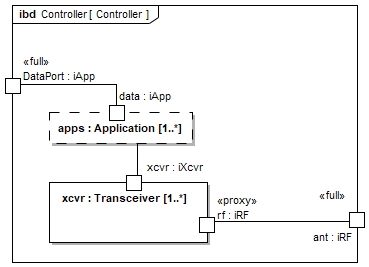 ibd Controller [ Controller ]
«full»
DataPort : iApp
data : iApp
apps : Application [1..*]
xcvr : iXcvr
xcvr : Transceiver [1..*]
«proxy»
rf : iRF
«full»
ant : iRF